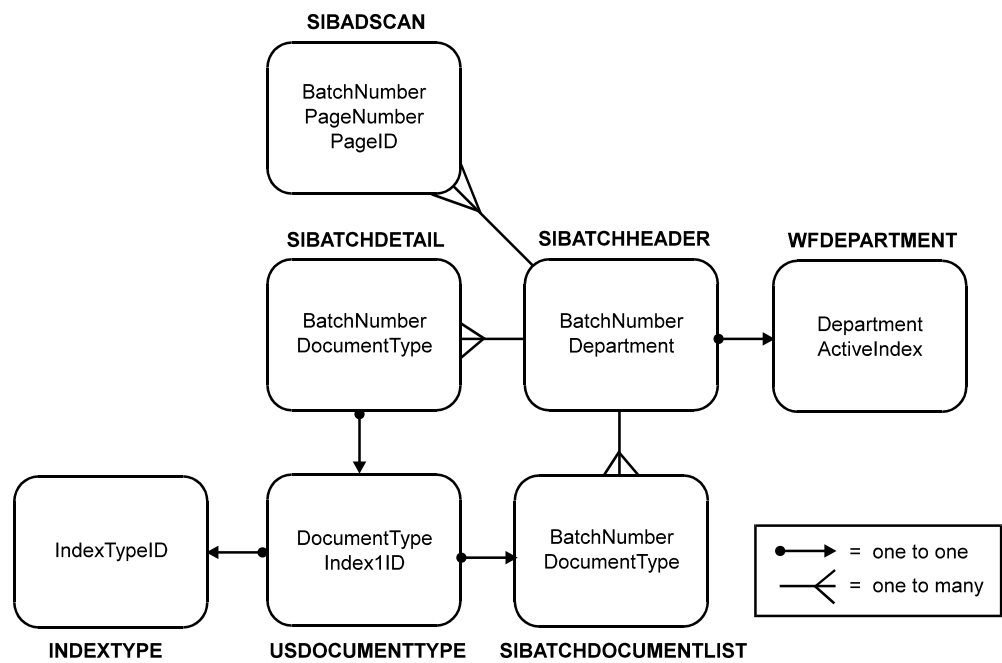 SIBADSCAN
BatchNumber
PageNumber
PageID
SIBATCHDETAIL
BatchNumber
DocumentType
SIBATCHHEADER
BatchNumber
Department
WFDEPARTMENT
Department
ActiveIndex
IndexTypeID
INDEXTYPE
DocumentType
Index1ID
USDOCUMENTTYPE
BatchNumber
DocumentType
SIBATCHDOCUMENTLIST
= one to one
= one to many